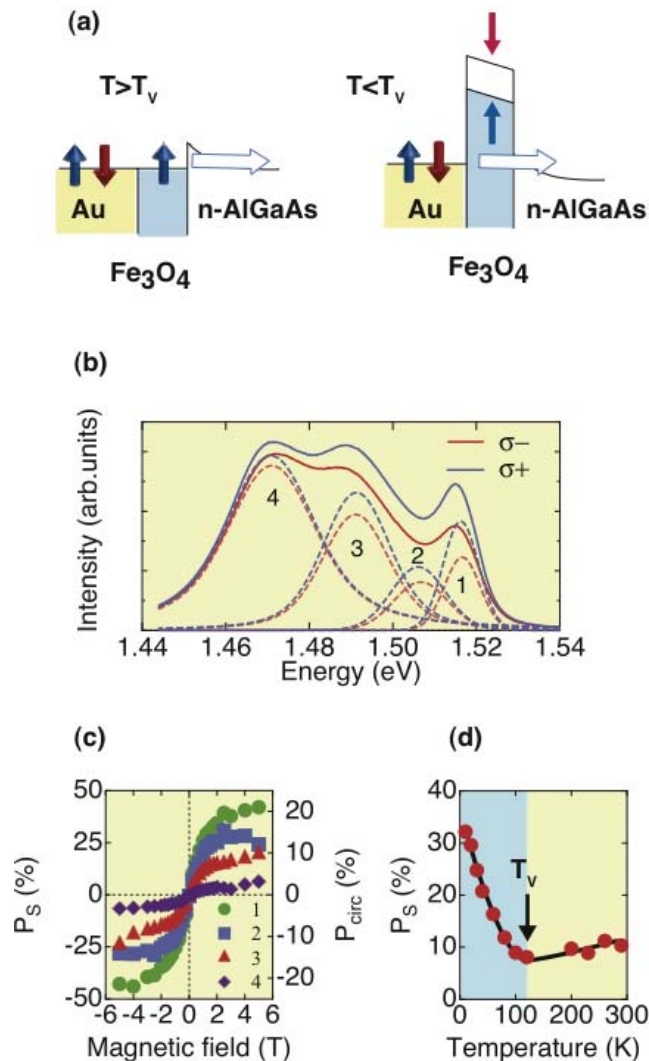 (a)
T>Tv
T<Tv
Au
n-AlGaAs
Au
n-AlGaAs
Fe3O4
Fe3O4
(b)
Intensity (arb.units)
σ−
σ+
4
3
2
1
1.44 1.46 1.48 1.50 1.52 1.54
Energy (eV)
(c)
(d)
50
25
0
-25
-50
PS (%)
20
10
0
-10
-20
Pcirc (%)
1
2
3
4
-6 -4 -2 0 2 4 6
Magnetic field (T)
40
30
20
10
0
PS (%)
Tv
0 100 200 300
Temperature (K)